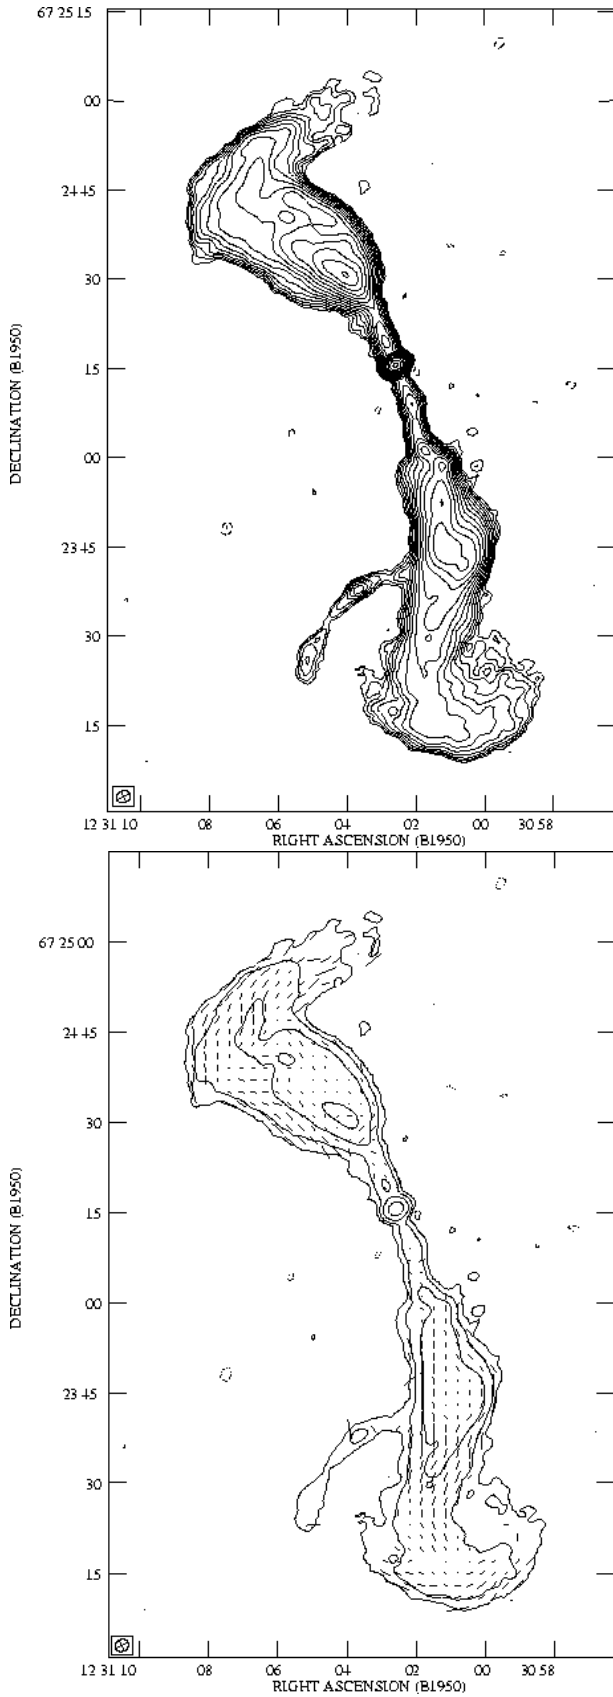 67 25 15
00
24 45
30
15
00
23 45
30
15
DECLINATION (B1950)
12 31 10 08 06 04 02 00 30 58
RIGHT ASCENSION (B1950)
67 25 00
24 45
30
15
00
23 45
30
15
DECLINATION (B1950)
12 31 10 08 06 04 02 00 30 58
RIGHT ASCENSION (B1950)